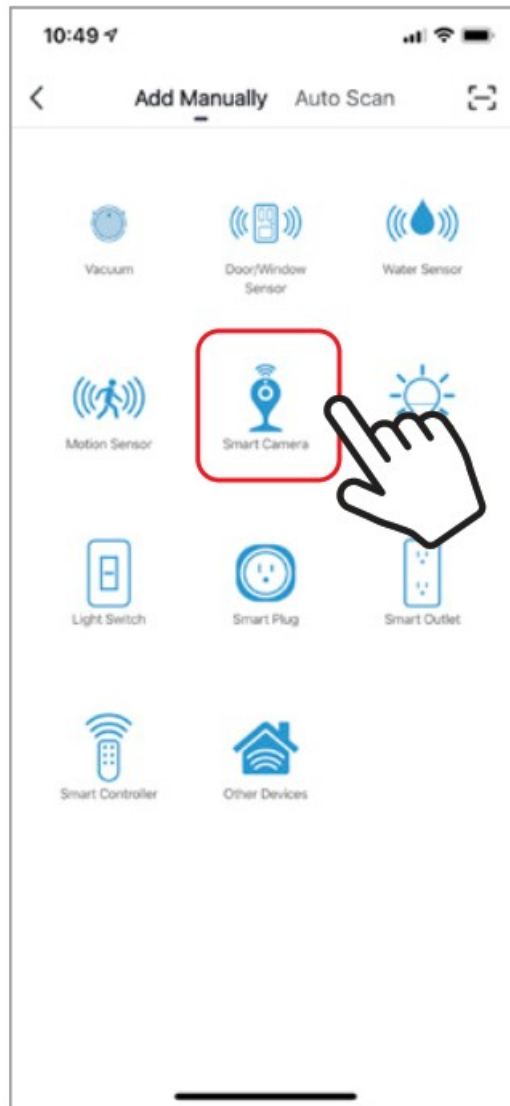 10:49
Add Manually Auto Scan
Vacuum Door/Window Water Sensor
Sensor
Motion Sensor Smart Camera
Light Switch Smart Plug Smart Outlet
Smart Controller Other Devices